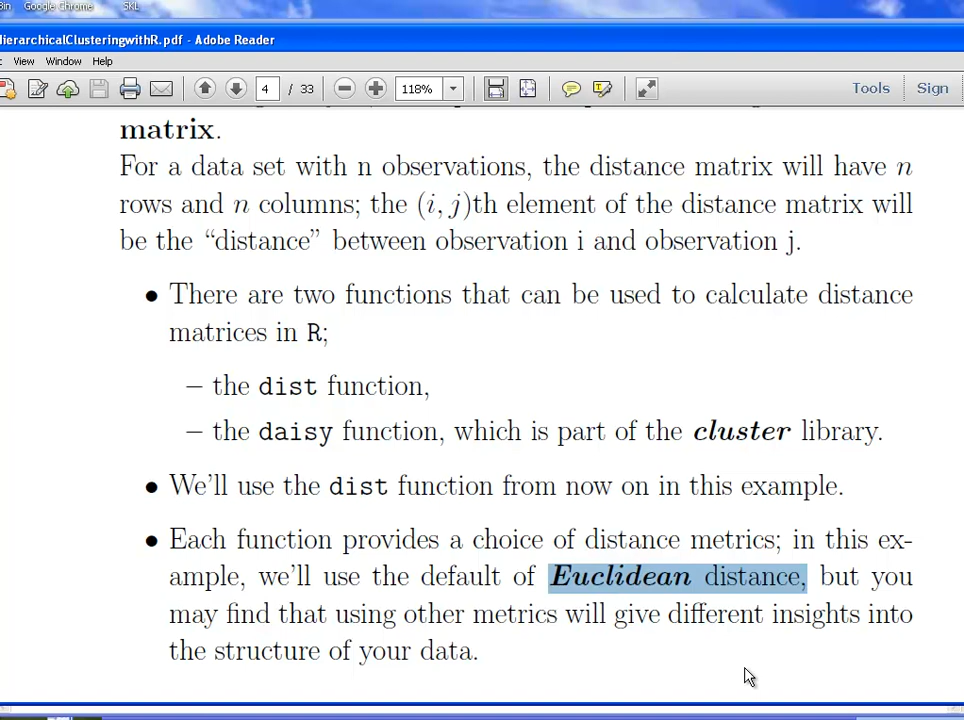 Bin Google Chrome SKL
HierarchicalClusteringwithR.pdf - Adobe Reader
View Window Help
4 / 33 118% Tools Sign
matrix.
For a data set with n observations, the distance matrix will have n
rows and n columns; the (i, j)th element of the distance matrix will
be the “distance” between observation i and observation j.
• There are two functions that can be used to calculate distance
matrices in R;
– the dist function,
– the daisy function, which is part of the cluster library.
• We’ll use the dist function from now on in this example.
• Each function provides a choice of distance metrics; in this ex-
ample, we’ll use the default of Euclidean distance, but you
may find that using other metrics will give different insights into
the structure of your data.